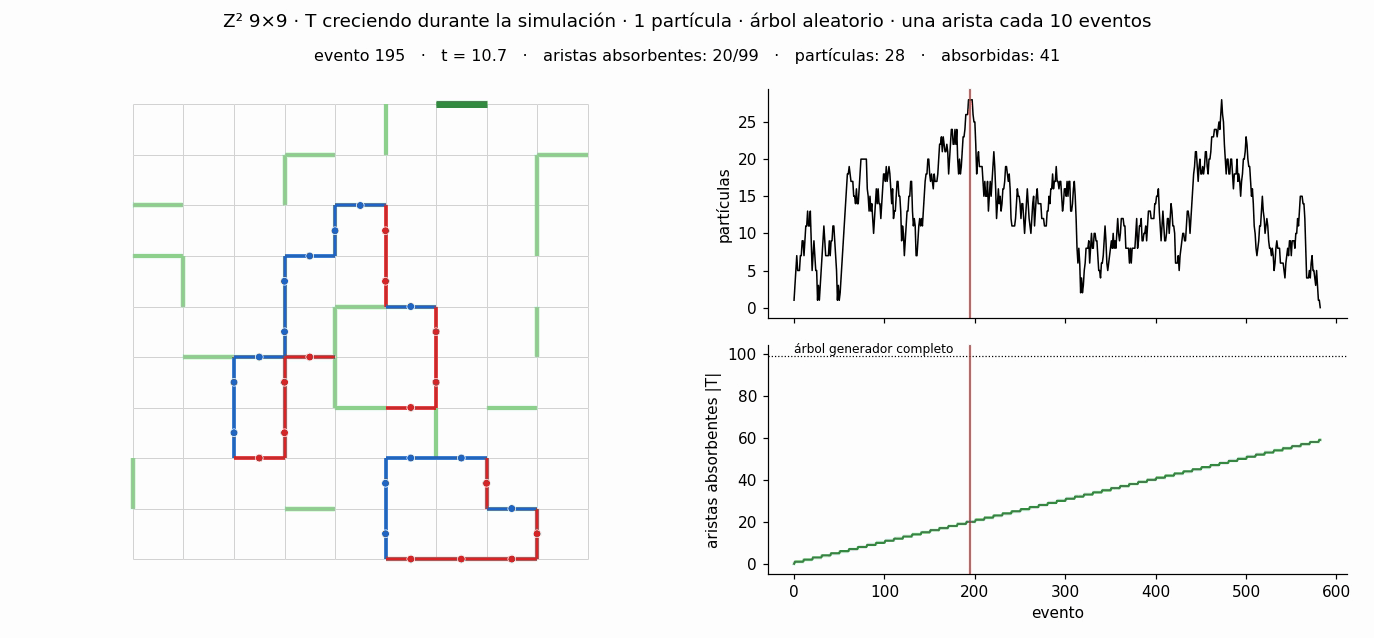 Z² 9×9 · T creciendo durante la simulación · 1 partícula · árbol aleatorio · una arista cada 10 eventos
evento 195 · t = 10.7 · aristas absorbentes: 20/99 · partículas: 28 · absorbidas: 41
partículas
25
20
15
10
5
0
aristas absorbentes |T|
árbol generador completo
100
80
60
40
20
0
0 100 200 300 400 500 600
evento